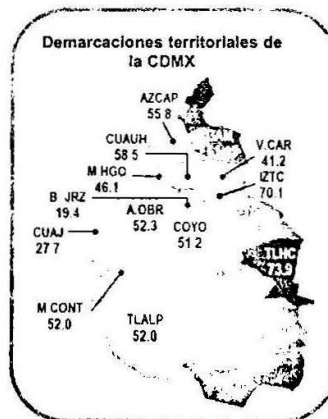 Demarcaciones territoriales de
la CDMX
AZCAP
55.8
CUAUH
58.5
V.CAR
41.2
M HGO
46.1
IZTC
70.1
B JRZ
19.4
A.OBR
52.3
COYO
51.2
CUAJ
27.7
TLHC
73.9
M CONT
52.0
TLALP
52.0